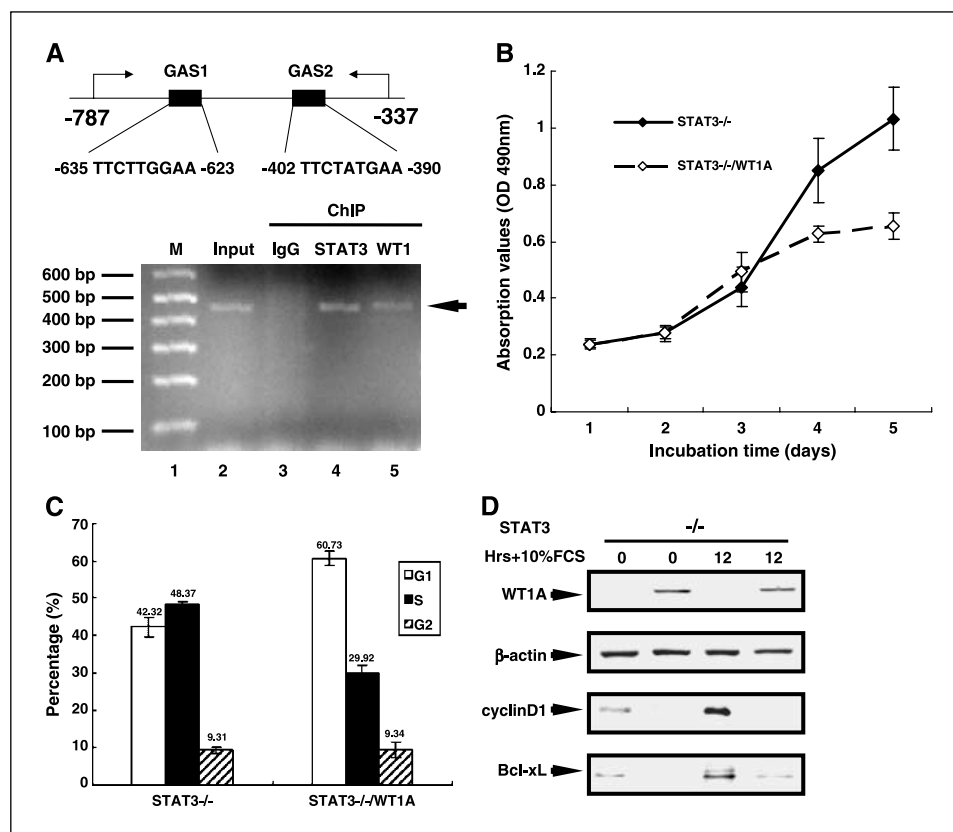 A
GAS1 GAS2
-787 -337
-635 TTCTTGGAA -623 -402 TTCTATGAA -390
ChIP
M Input IgG STAT3 WT1
600 bp
500 bp
400 bp
300 bp
200 bp
100 bp
1 2 3 4 5
B
Absorption values (OD 490nm)
1.2
1
0.8
0.6
0.4
0.2
0
STAT3-/-
STAT3-/-/WT1A
1 2 3 4 5
Incubation time (days)
C
Percentage (%)
70
60
50
40
30
20
10
0
42.32 48.37 9.31
60.73 29.92 9.34
G1
S
G2
STAT3-/- STAT3-/-/WT1A
D
STAT3 -/-
Hrs+10%FCS 0 0 12 12
WT1A
β-actin
cyclinD1
Bcl-xL